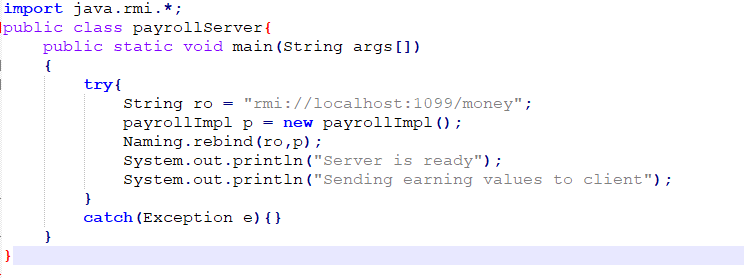 import java.rmi.*;
public class payrollServer{
    public static void main(String args[])
    {
        try{
            String ro = "rmi://localhost:1099/money";
            payrollImpl p = new payrollImpl();
            Naming.rebind(ro,p);
            System.out.println("Server is ready");
            System.out.println("Sending earning values to client");
        }
        catch(Exception e){}
    }
}